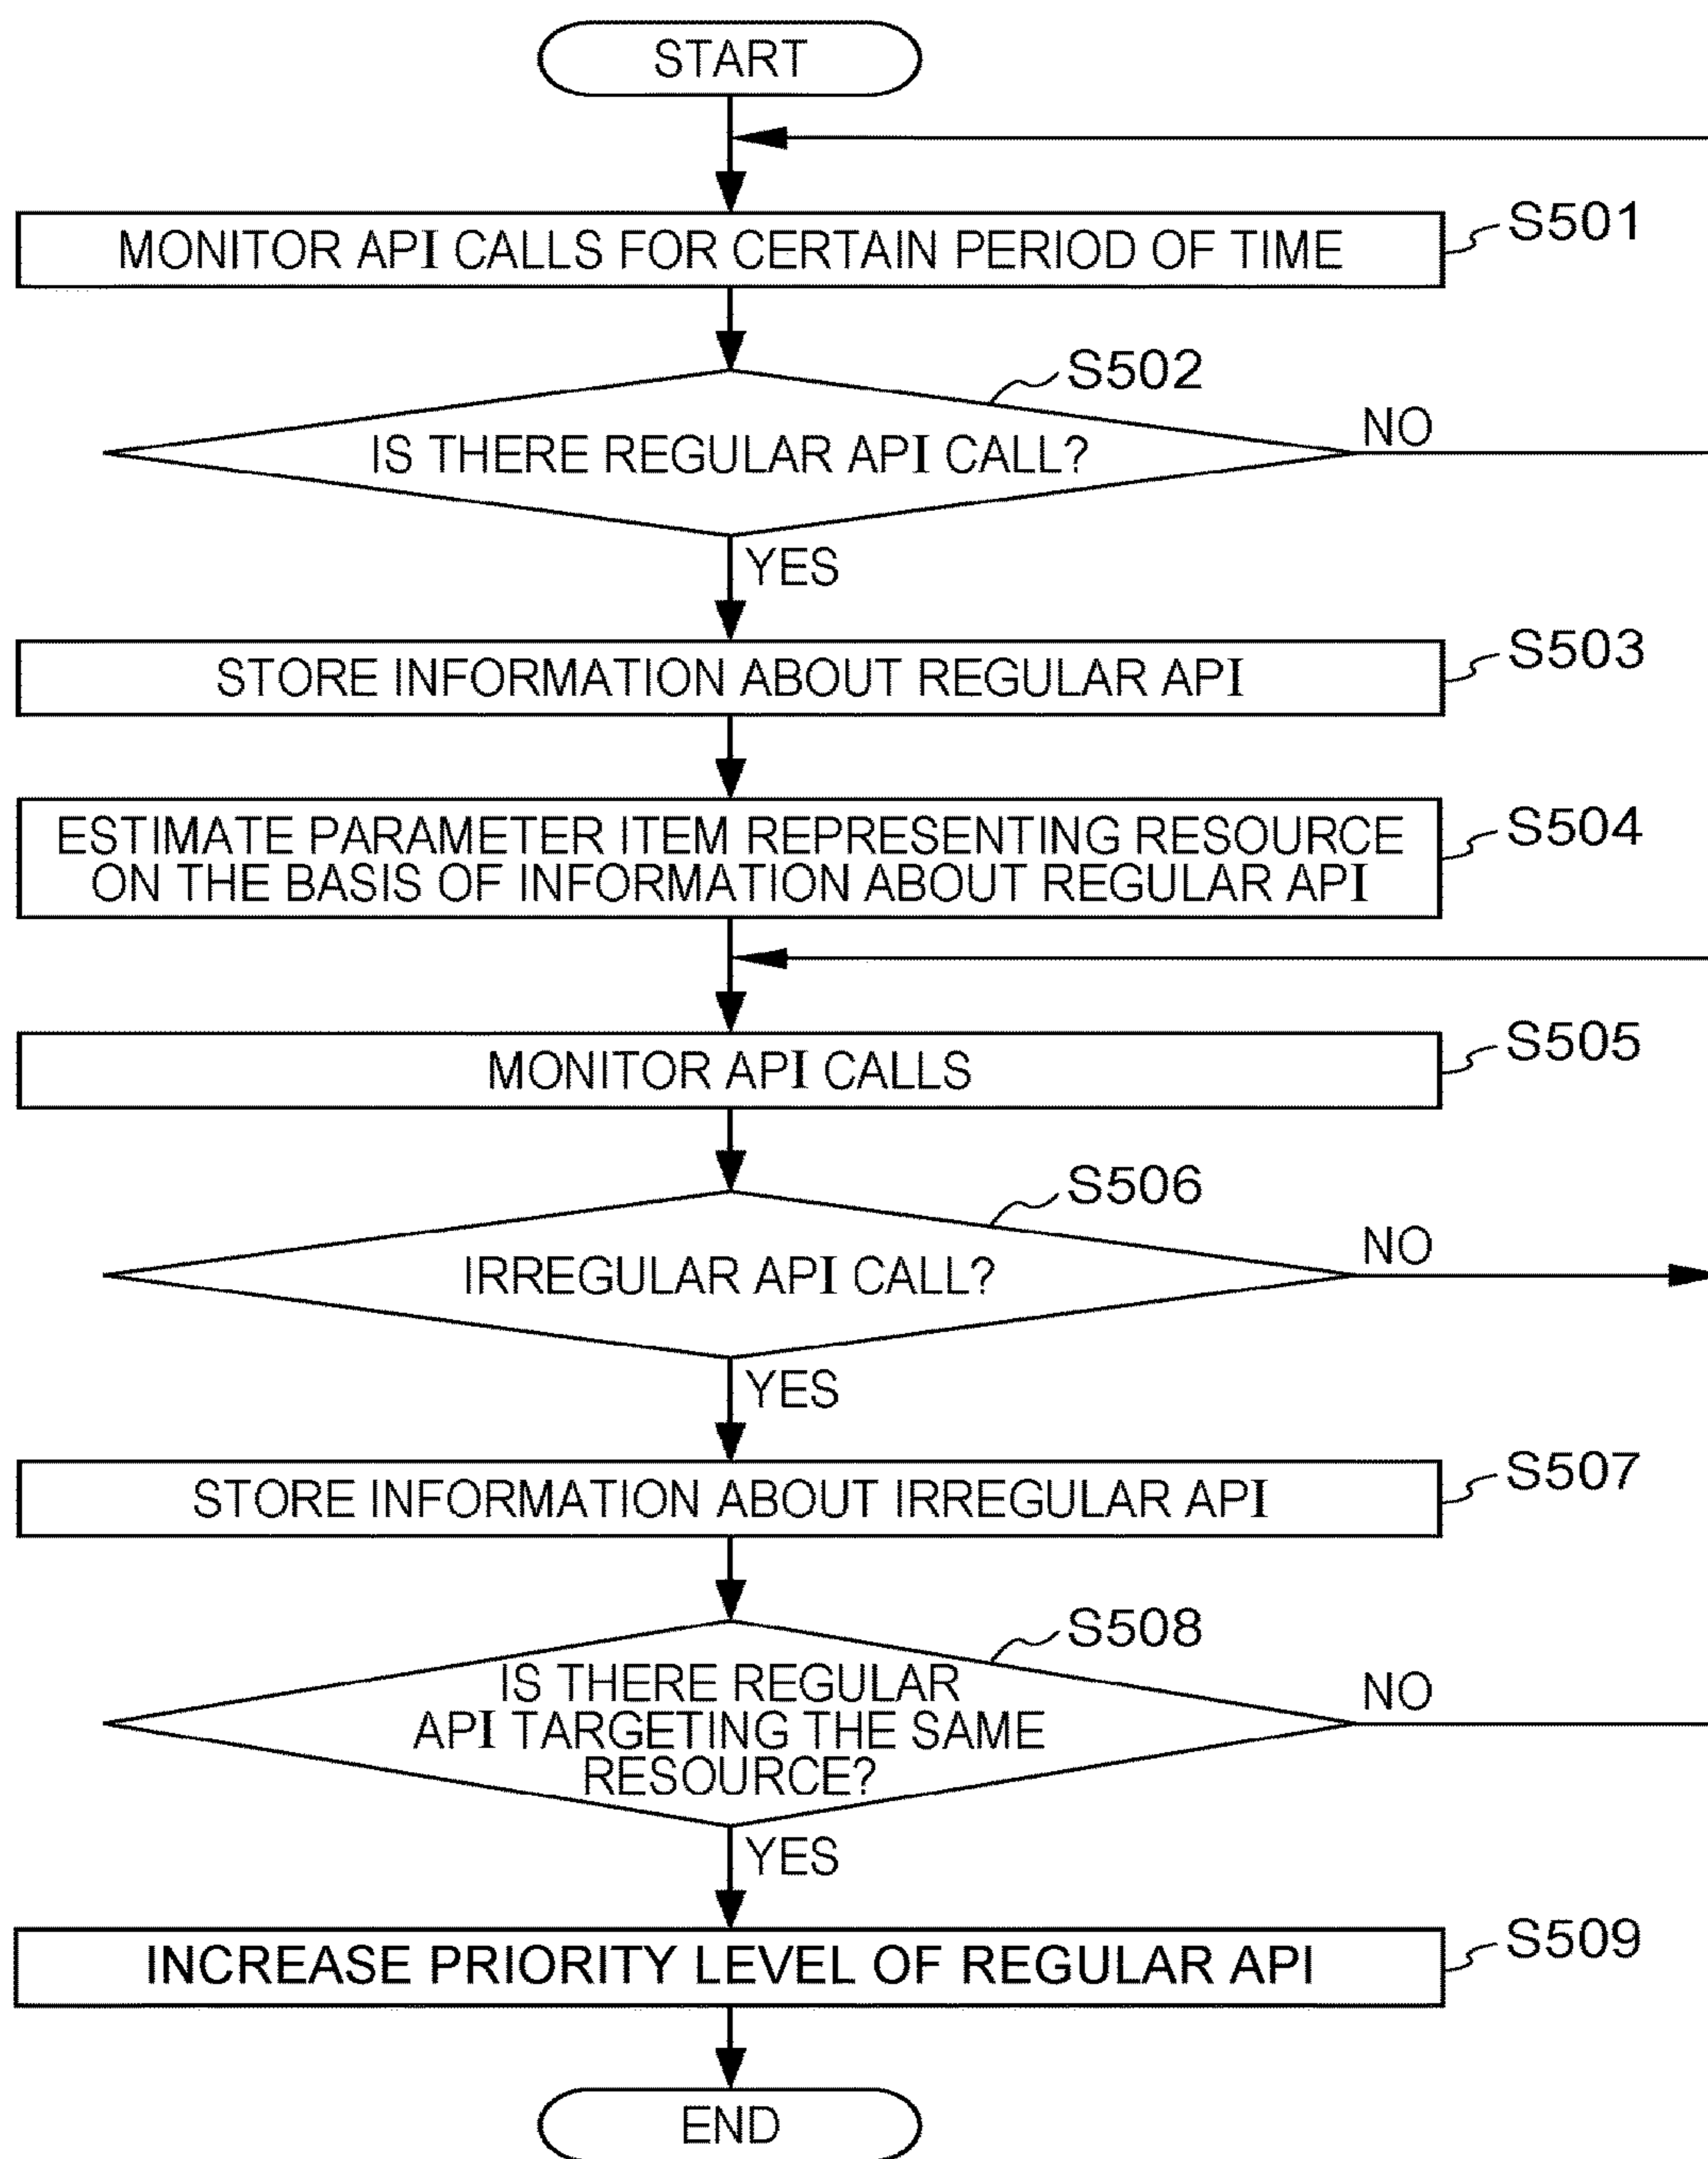 START
MONITOR API CALLS FOR CERTAIN PERIOD OF TIME
S501
S502
IS THERE REGULAR API CALL?
NO
YES
STORE INFORMATION ABOUT REGULAR API
S503
ESTIMATE PARAMETER ITEM REPRESENTING RESOURCE
ON THE BASIS OF INFORMATION ABOUT REGULAR API
S504
MONITOR API CALLS
S505
S506
IRREGULAR API CALL?
NO
YES
STORE INFORMATION ABOUT IRREGULAR API
S507
S508
IS THERE REGULAR
API TARGETING THE SAME
RESOURCE?
NO
YES
INCREASE PRIORITY LEVEL OF REGULAR API
S509
END